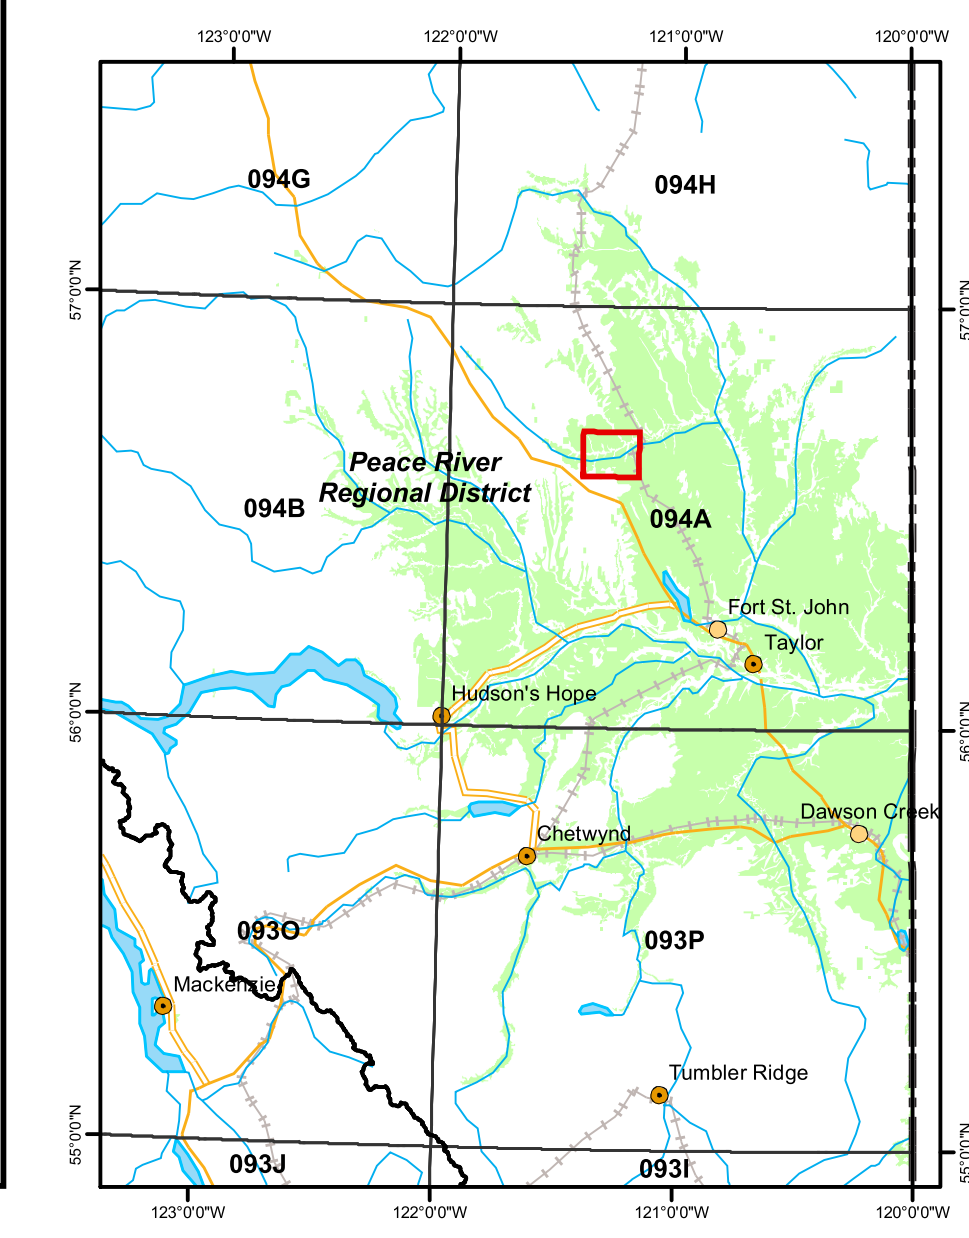 123°0'0"W
122°0'0"W
121°0'0"W
120°0'0"W
094G
094H
57°0'0"N
57°0'0"N
Peace River
Regional District
094B
094A
Fort St. John
Taylor
Hudson's Hope
56°0'0"N
56°0'0"N
Dawson Creek
Chetwynd
093O
093P
Mackenzie
Tumbler Ridge
55°0'0"N
55°0'0"N
093J
093I
123°0'0"W
122°0'0"W
121°0'0"W
120°0'0"W